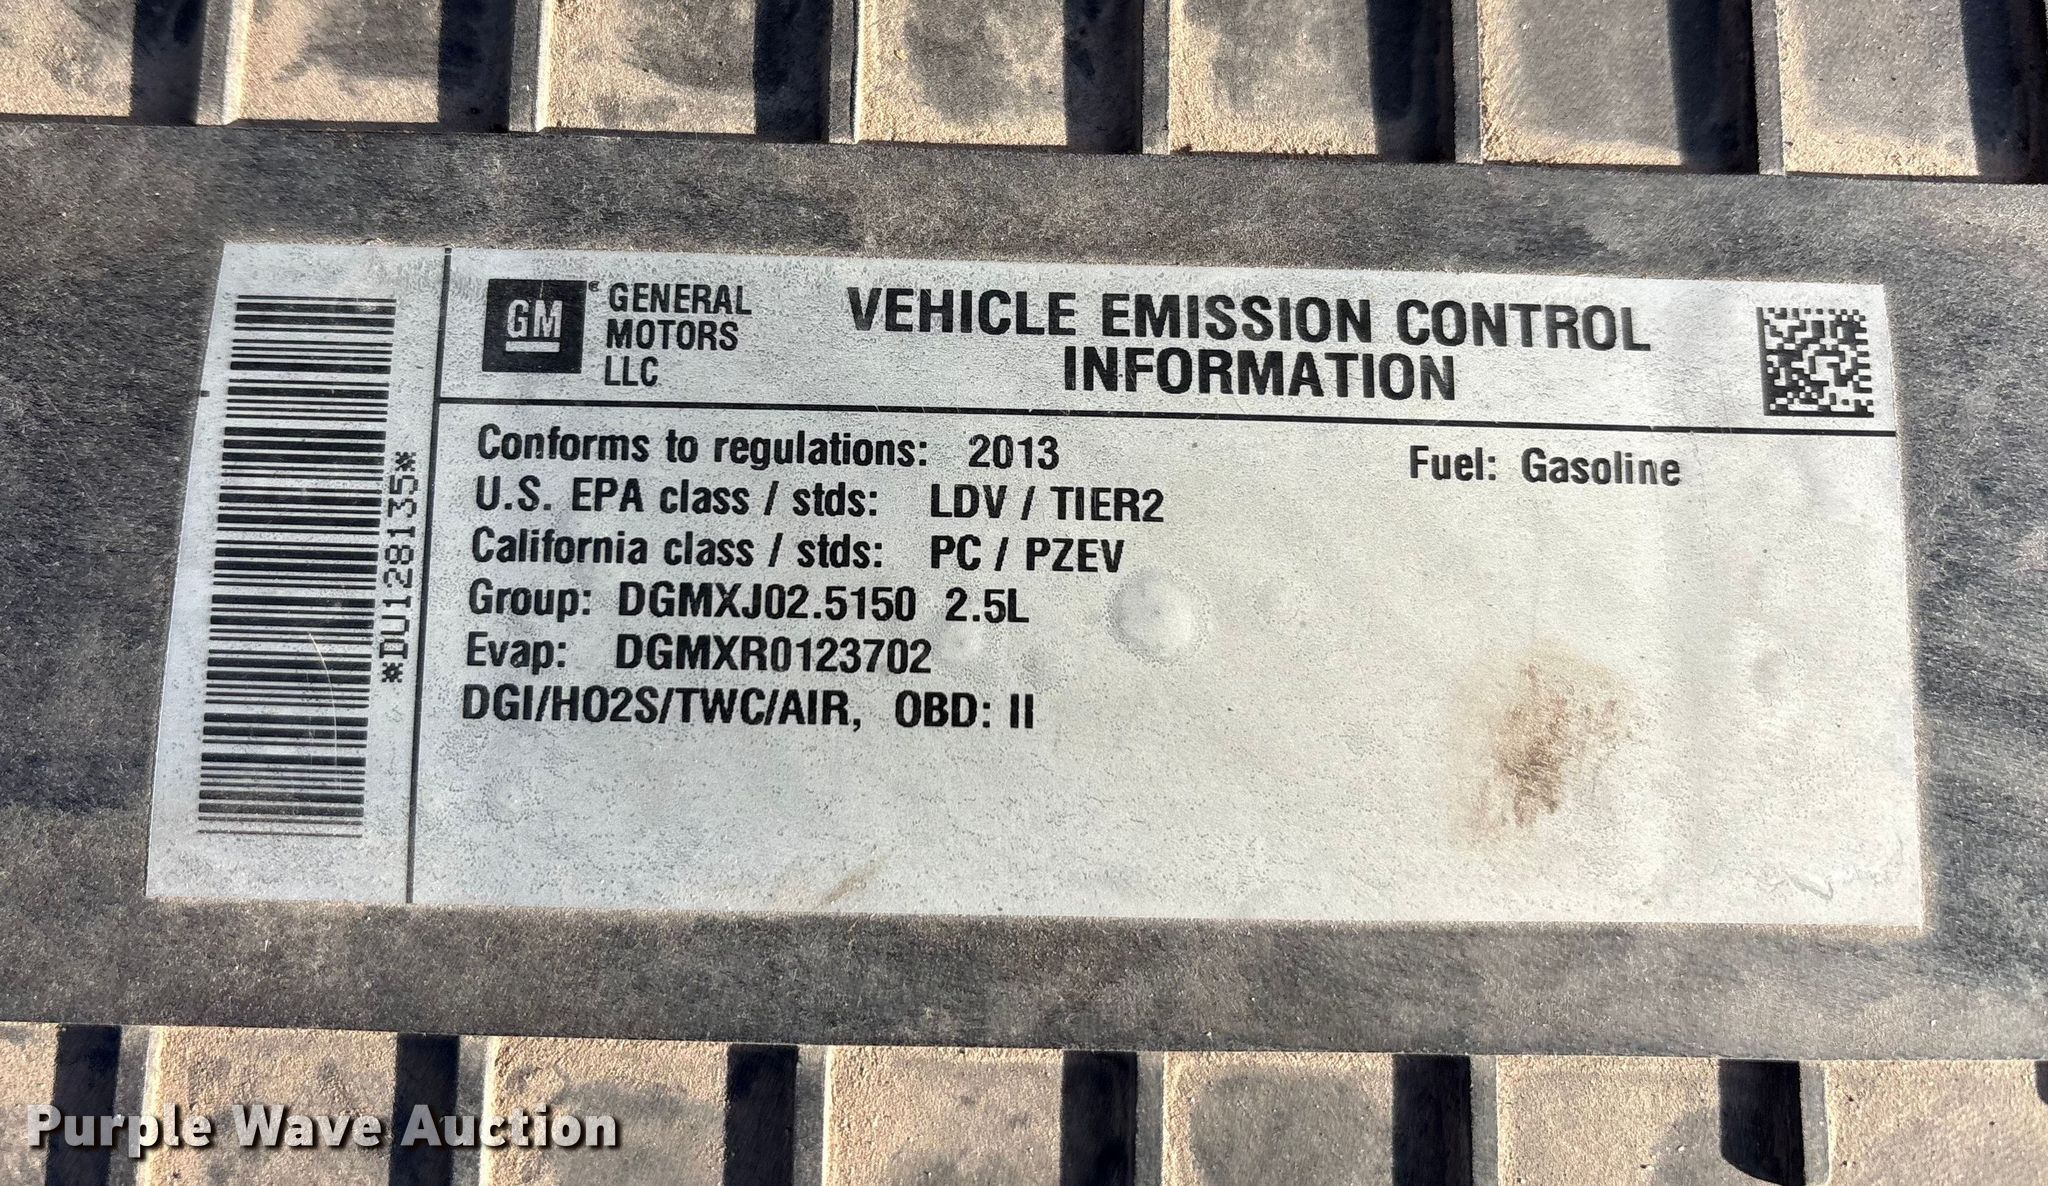 *DU128135*
GM
GENERAL
MOTORS
LLC
VEHICLE EMISSION CONTROL
INFORMATION
Conforms to regulations: 2013
Fuel: Gasoline
U.S. EPA class / stds: LDV / TIER2
California class / stds: PC / PZEV
Group: DGMXJ02.5150 2.5L
Evap: DGMXR0123702
DGI/HO2S/TWC/AIR, OBD: II
Purple Wave Auction